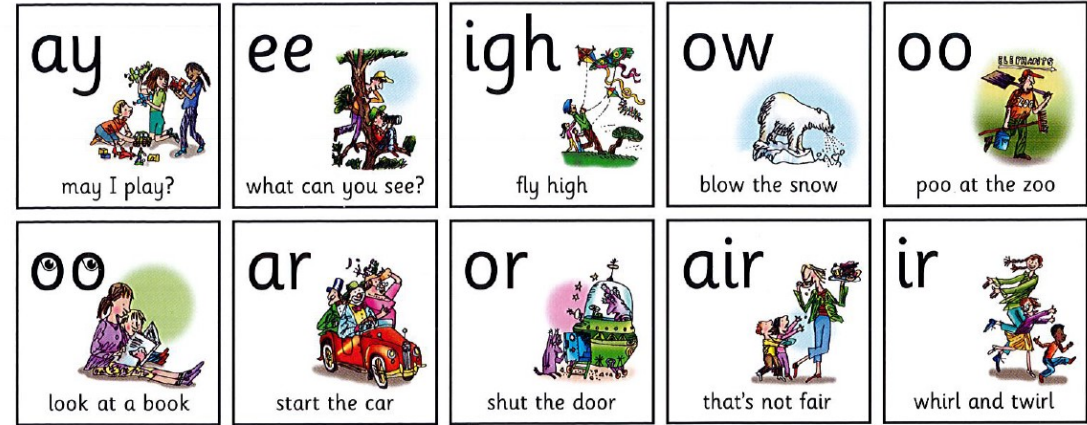 ay
may I play?
ee
what can you see?
igh
fly high
ow
blow the snow
oo
ELEPHANTS
poo at the zoo
oo
look at a book
ar
start the car
or
shut the door
air
that's not fair
ir
whirl and twirl